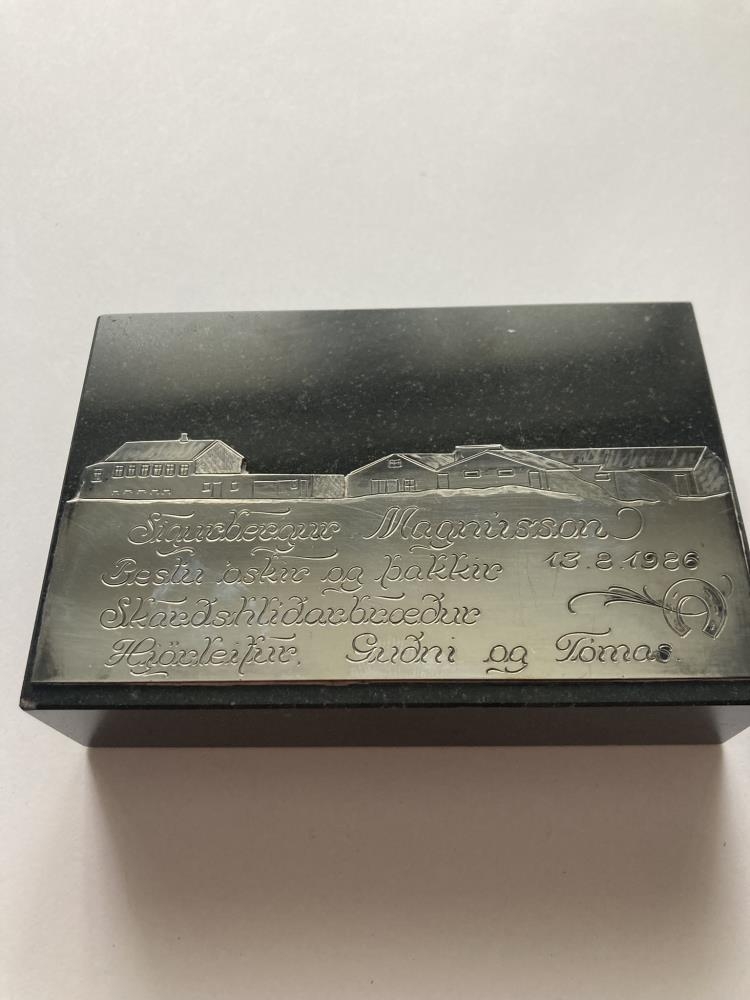 Sigurbergur Magnússon
Bestu óskir og þakkir 13.8.1986
Skarðshlíðarbræður
Hjörleifur, Guðni og Tómas.